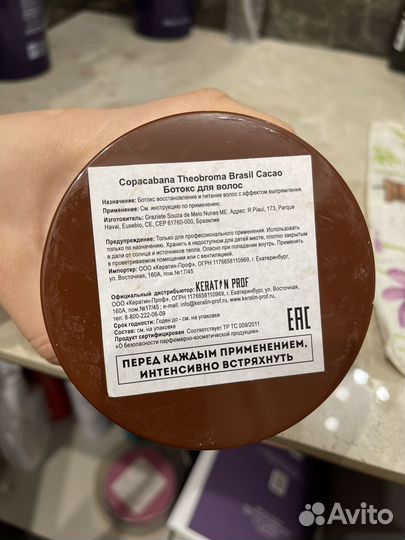 Copacabana Theobroma Brasil Cacao
Ботокс для волос
Назначение: Ботокс восстановление и питание волос с эффектом выпрямления.
Применение: См. инструкцию по применению.
Изготовитель: Graziete Souza de Melo Nunes ME. Адрес: R Piaui, 173, Parque
Havai, Eusebio, CE, CEP 61760-000, Бразилия
Предупреждение: Только для профессионального применения. Использовать
только по назначению. Хранить в недоступном для детей месте, плотно закрытым
в дали от солнца и источников тепла. Опасно при попадании внутрь. Применять в
проветриваемом помещении или с вентиляцией.
Импортер: ООО «Кератин-Проф», ОГРН 1176658110969, г. Екатеринбург,
ул. Восточная, 160А, пом.№17/45
Официальный дистрибьютор: KERATIN PROF
ООО «Кератин-Проф», ОГРН 1176658110969, г. Екатеринбург, ул. Восточная,
160А, пом.№17/45 ; e-mail: info@keratin-prof.ru, www.keratin-prof.ru,
тел: 8-800-222-06-09
Срок годности: Годен до - см. на упаковке
Состав: см. на упаковке
Продукт сертифицирован: Соответствует ТР ТС 009/2011
«О безопасности парфюмерно-косметической продукции»
EAC
ПЕРЕД КАЖДЫМ ПРИМЕНЕНИЕМ,
ИНТЕНСИВНО ВСТРЯХНУТЬ
Avito